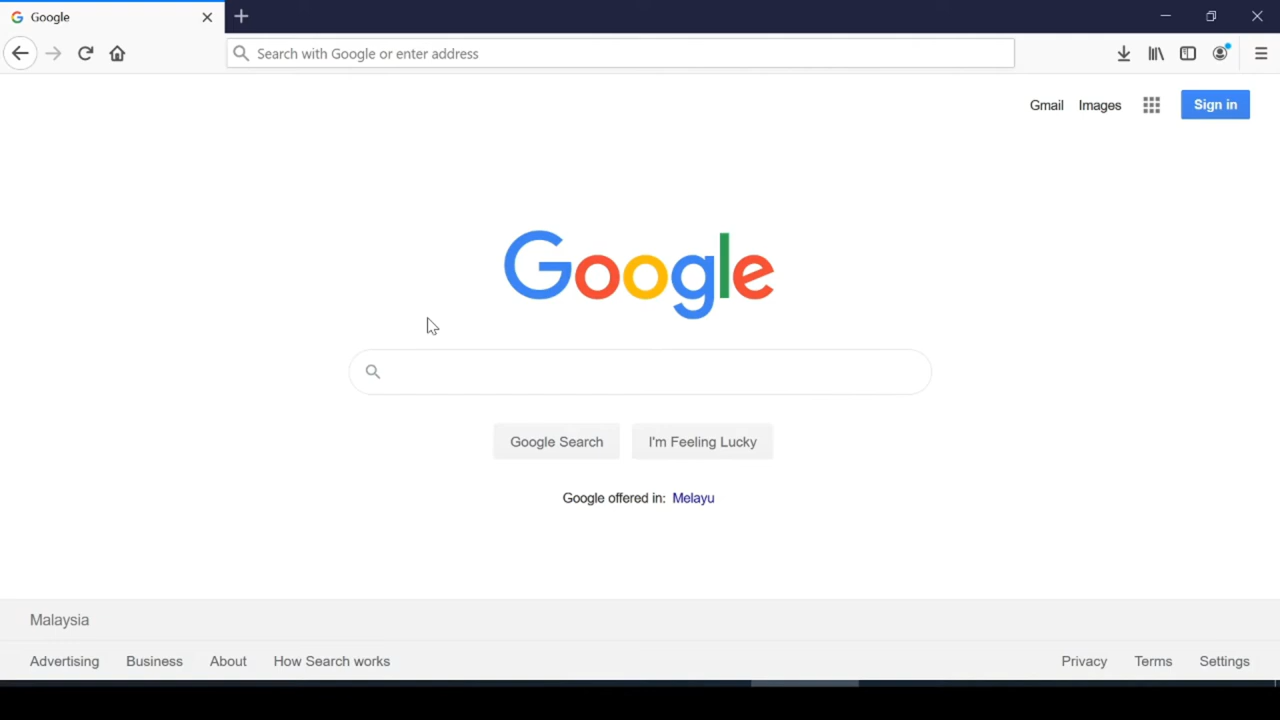 Google
Search with Google or enter address
Gmail Images Sign in
Google
Google Search I'm Feeling Lucky
Google offered in: Melayu
Malaysia
Advertising Business About How Search works Privacy Terms Settings